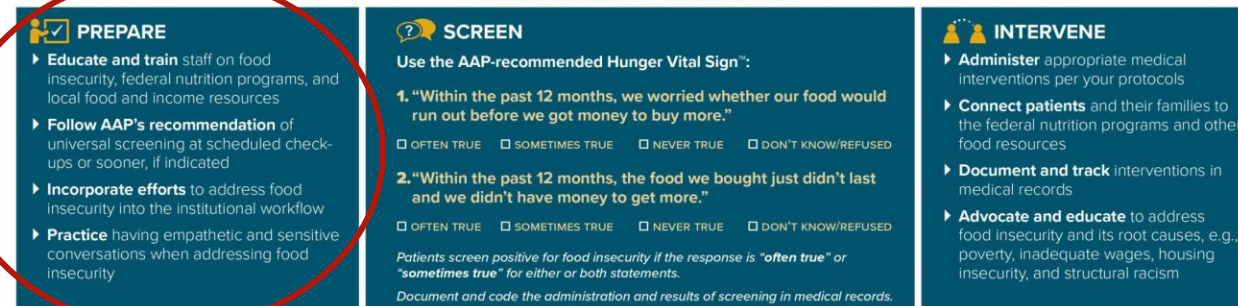 PREPARE
▸ Educate and train staff on food
insecurity, federal nutrition programs, and
local food and income resources
▸ Follow AAP's recommendation of
universal screening at scheduled check-
ups or sooner, if indicated
▸ Incorporate efforts to address food
insecurity into the institutional workflow
▸ Practice having empathetic and sensitive
conversations when addressing food
insecurity
SCREEN
Use the AAP-recommended Hunger Vital Sign™:
1. "Within the past 12 months, we worried whether our food would
run out before we got money to buy more."
☐ OFTEN TRUE ☐ SOMETIMES TRUE ☐ NEVER TRUE ☐ DON'T KNOW/REFUSED
2. "Within the past 12 months, the food we bought just didn't last
and we didn't have money to get more."
☐ OFTEN TRUE ☐ SOMETIMES TRUE ☐ NEVER TRUE ☐ DON'T KNOW/REFUSED
Patients screen positive for food insecurity if the response is "often true" or
"sometimes true" for either or both statements.
Document and code the administration and results of screening in medical records.
INTERVENE
▸ Administer appropriate medical
interventions per your protocols
▸ Connect patients and their families to
the federal nutrition programs and other
food resources
▸ Document and track interventions in
medical records
▸ Advocate and educate to address
food insecurity and its root causes, e.g.,
poverty, inadequate wages, housing
insecurity, and structural racism